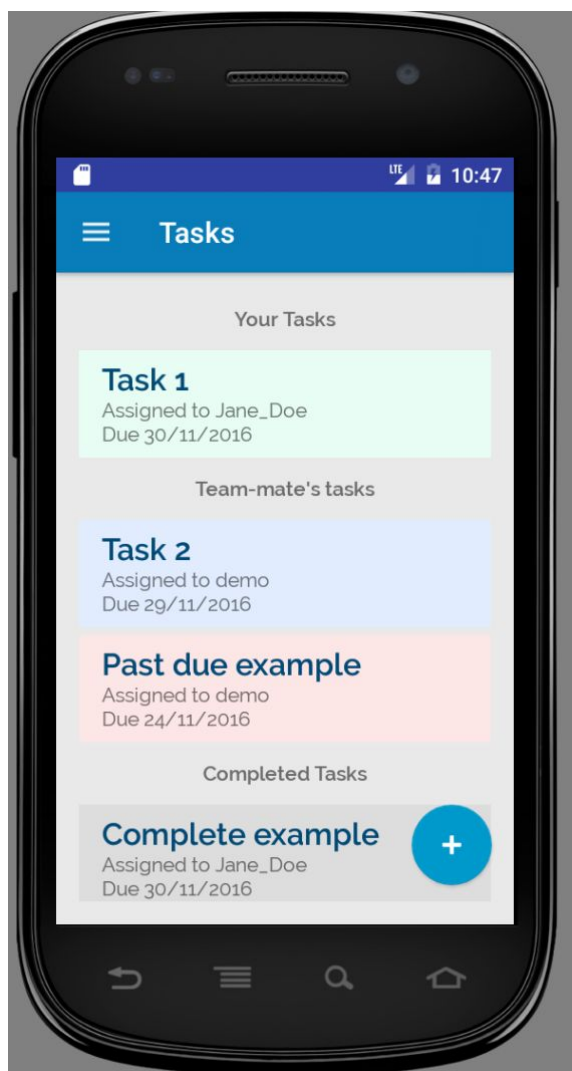 LTE 10:47
Tasks
Your Tasks
Task 1
Assigned to Jane_Doe
Due 30/11/2016
Team-mate's tasks
Task 2
Assigned to demo
Due 29/11/2016
Past due example
Assigned to demo
Due 24/11/2016
Completed Tasks
Complete example
Assigned to Jane_Doe
Due 30/11/2016
+